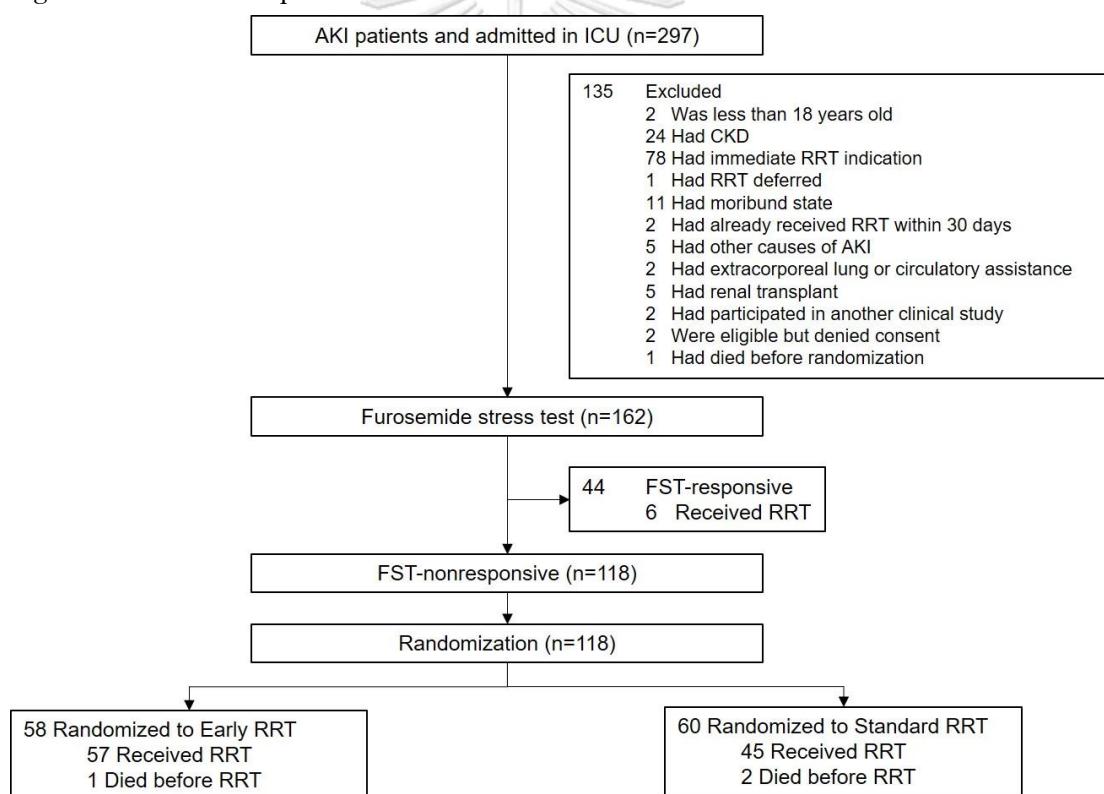 AKI patients and admitted in ICU (n=297)
135 Excluded
2 Was less than 18 years old
24 Had CKD
78 Had immediate RRT indication
1 Had RRT deferred
11 Had moribund state
2 Had already received RRT within 30 days
5 Had other causes of AKI
2 Had extracorporeal lung or circulatory assistance
5 Had renal transplant
2 Had participated in another clinical study
2 Were eligible but denied consent
1 Had died before randomization
Furosemide stress test (n=162)
44 FST-responsive
6 Received RRT
FST-nonresponsive (n=118)
Randomization (n=118)
58 Randomized to Early RRT
57 Received RRT
1 Died before RRT
60 Randomized to Standard RRT
45 Received RRT
2 Died before RRT